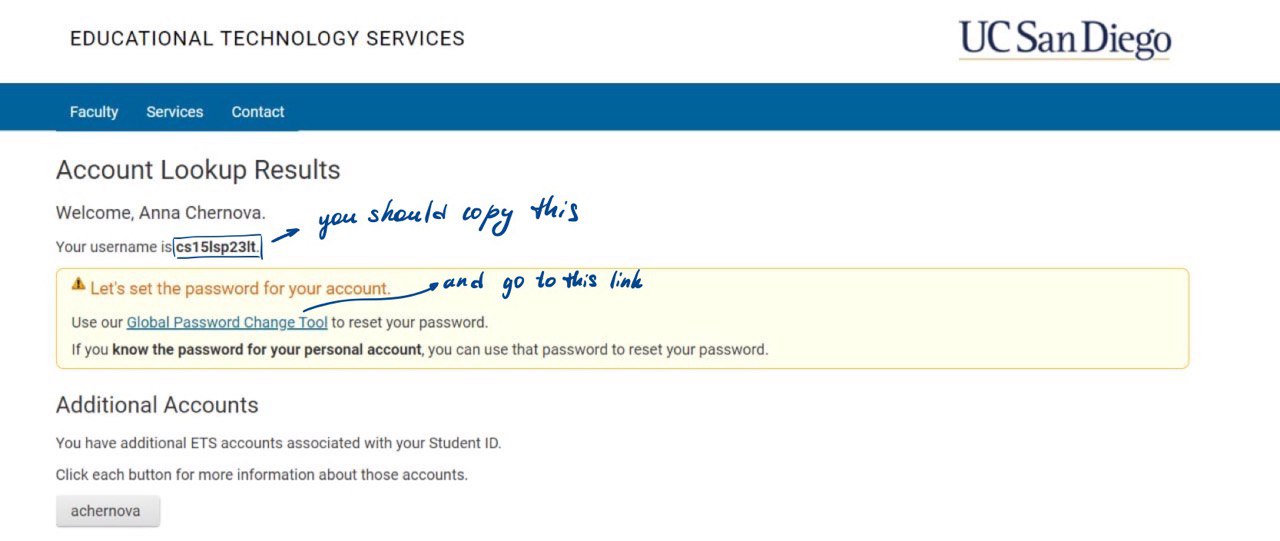 EDUCATIONAL TECHNOLOGY SERVICES
UC San Diego
Faculty Services Contact
Account Lookup Results
Welcome, Anna Chernova.
you should copy this
Your username is cs15lsp23lt.
and go to this link
Let's set the password for your account.
Use our Global Password Change Tool to reset your password.
If you know the password for your personal account, you can use that password to reset your password.
Additional Accounts
You have additional ETS accounts associated with your Student ID.
Click each button for more information about those accounts.
achernova